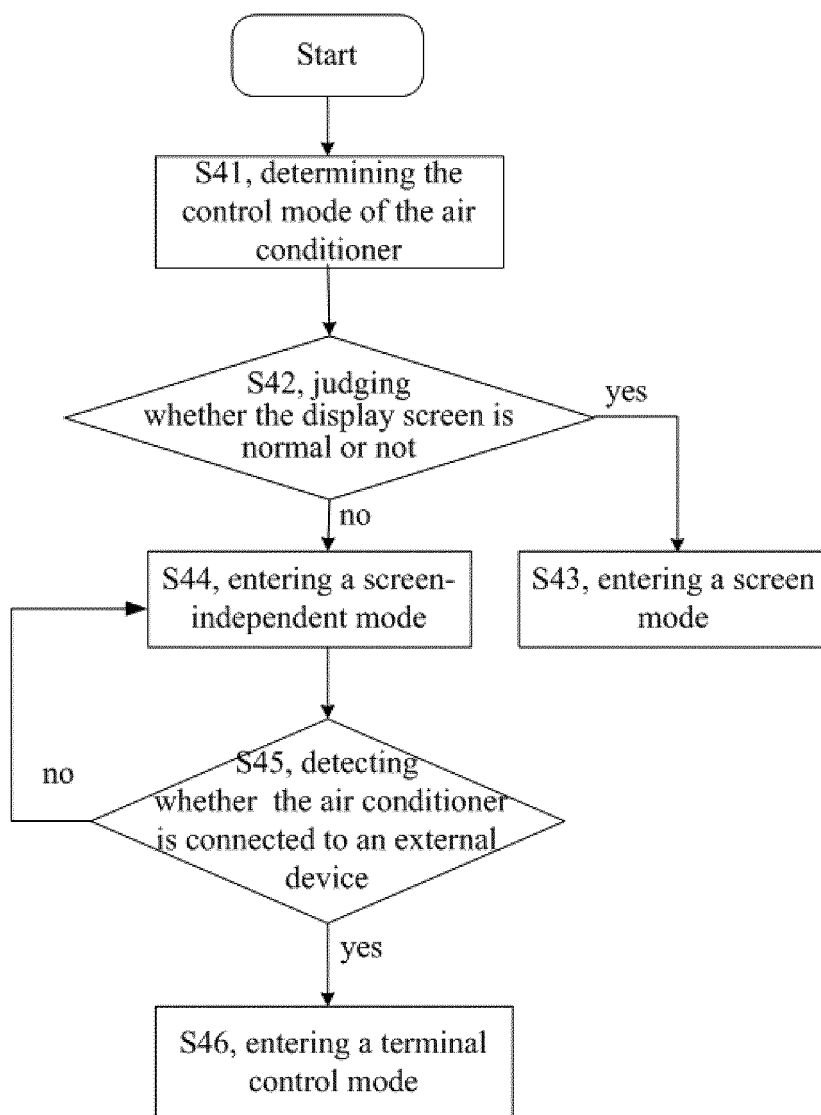 Start
S41, determining the
control mode of the air
conditioner
S42, judging
whether the display screen is
normal or not
yes
no
S44, entering a screen-
independent mode
S43, entering a screen
mode
S45, detecting
whether the air conditioner
is connected to an external
device
no
yes
S46, entering a terminal
control mode